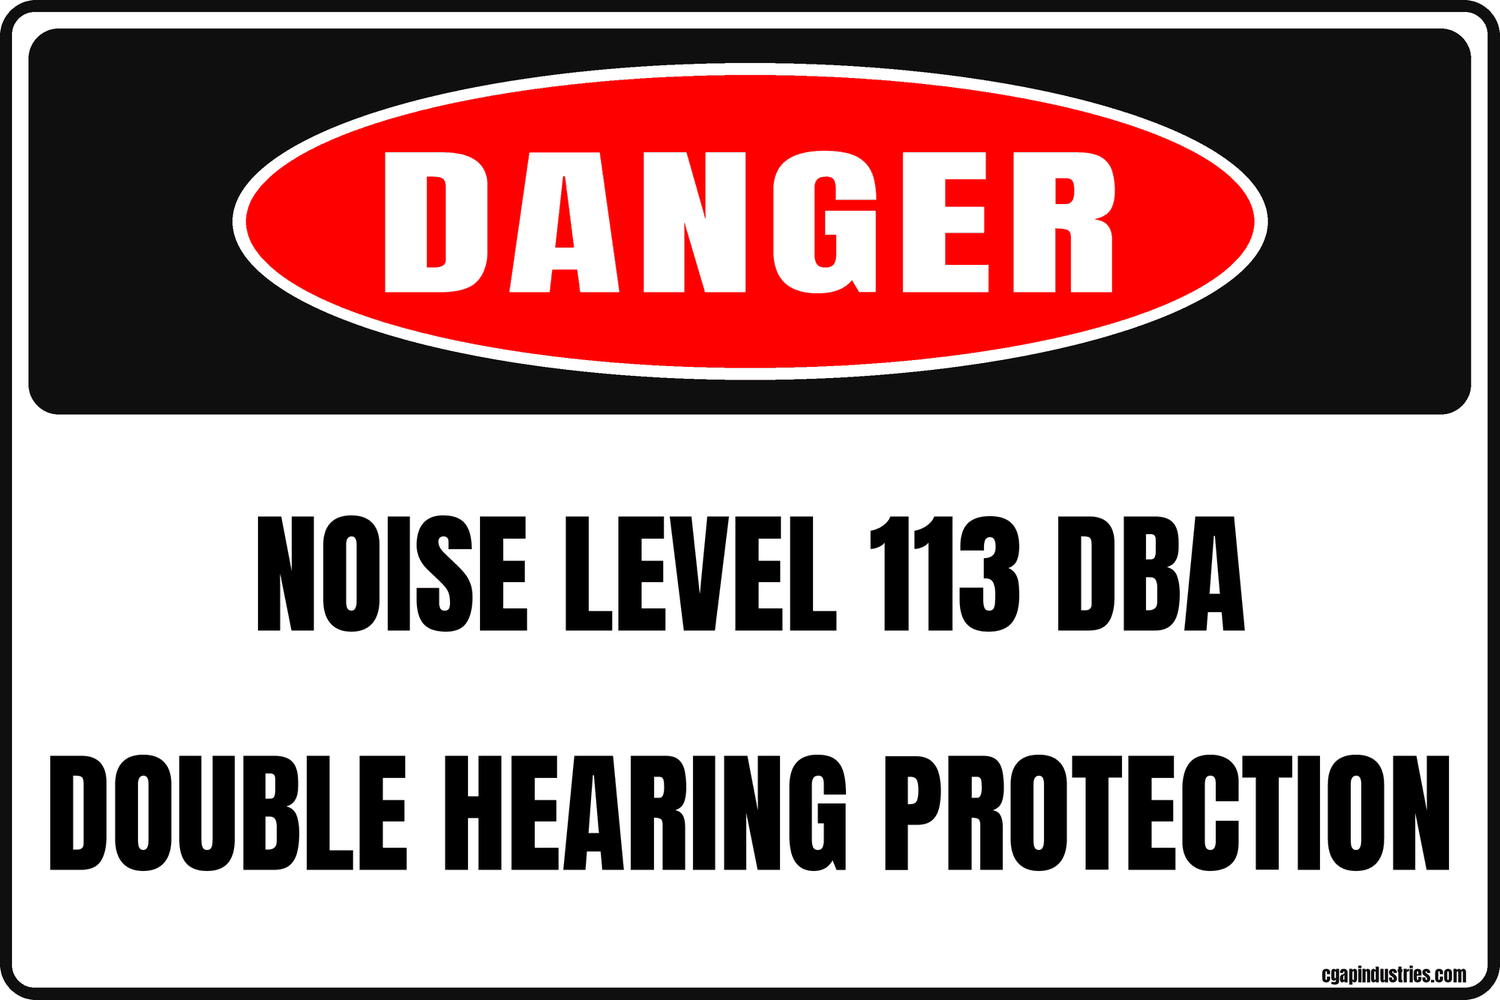 DANGER
NOISE LEVEL 113 DBA
DOUBLE HEARING PROTECTION
cgapindustries.com